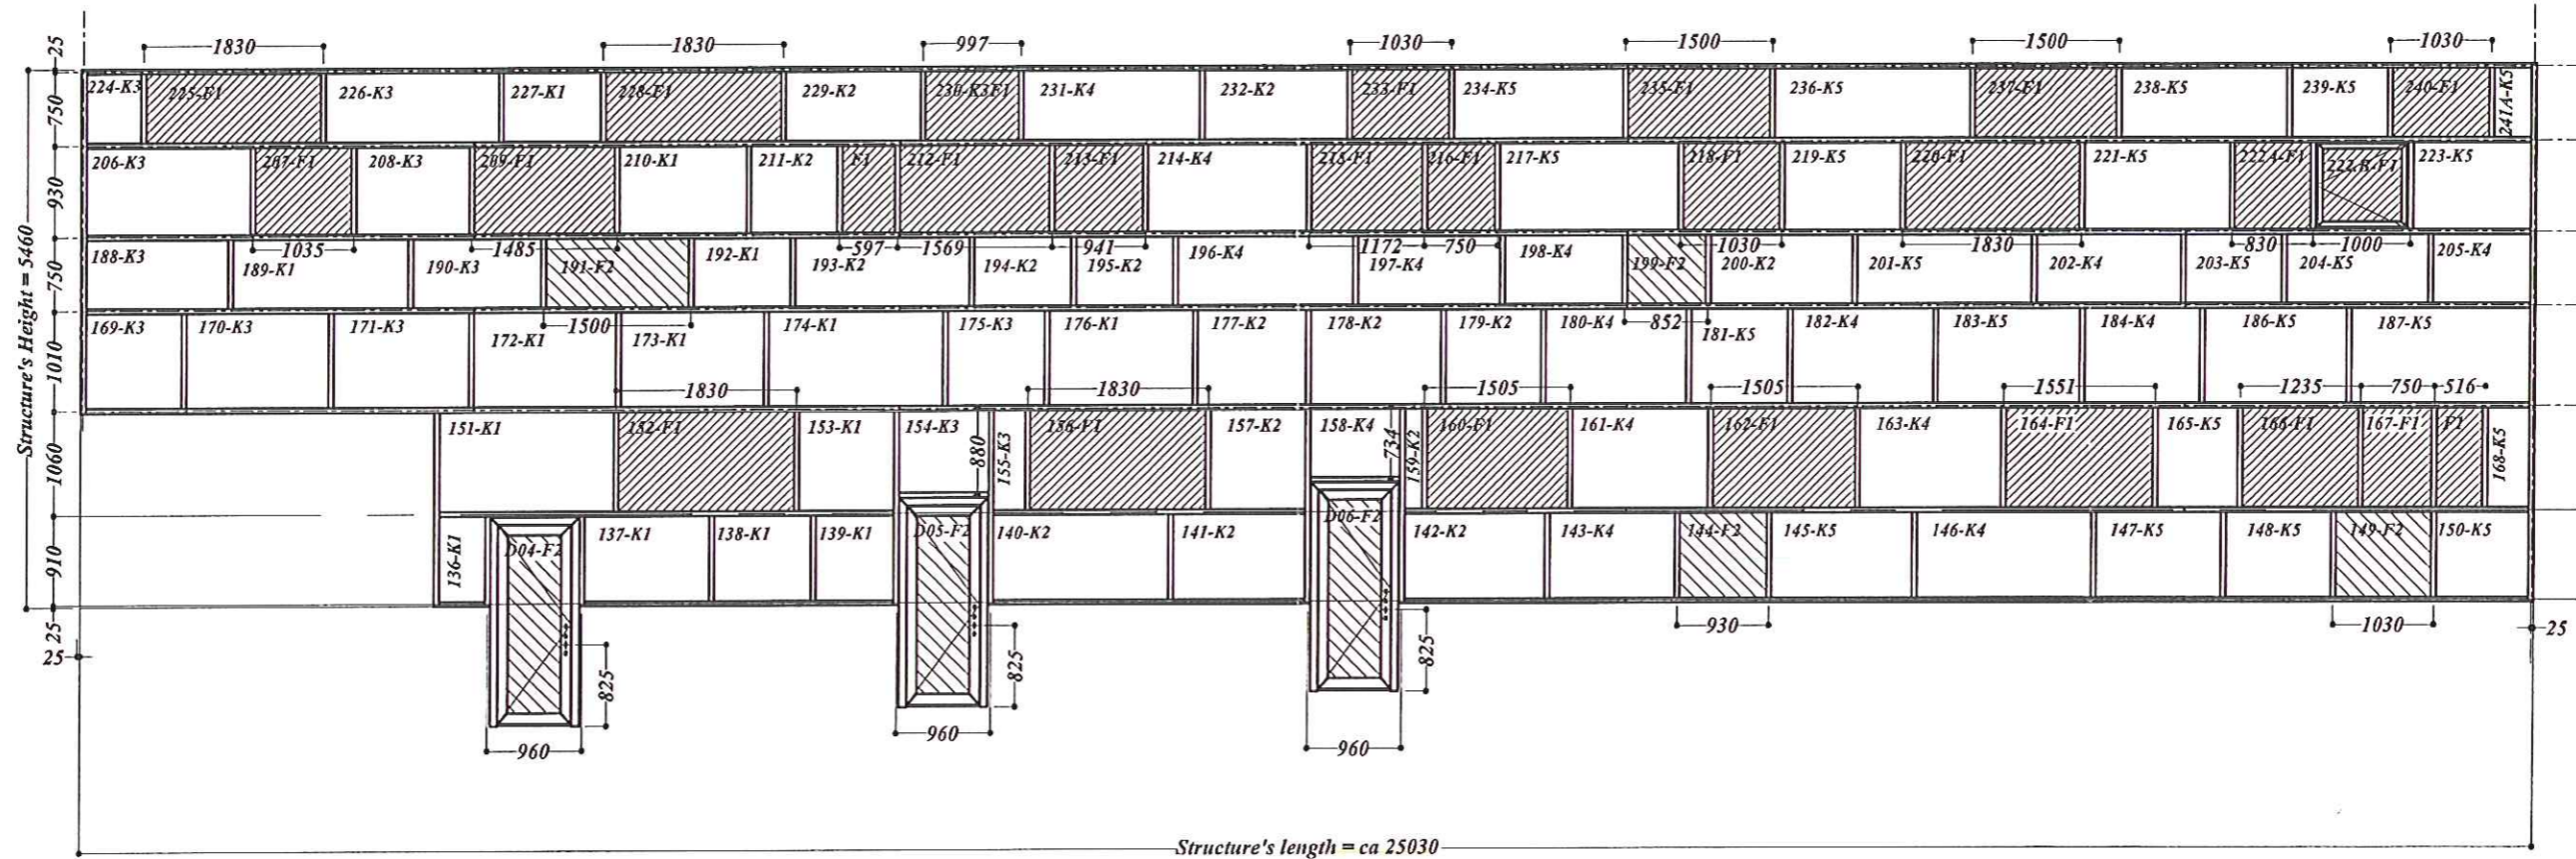 25 1830 1830 997 1030 1500 1500 1030
224-K3 225-F1 226-K3 227-K1 228-F1 229-K2 230-K3F1 231-K4 232-K2 233-F1 234-K5 235-F1 236-K5 237-F1 238-K5 239-K5 240-F1 241A-K5
750
206-K3 207-F1 208-K3 209-F1 210-K1 211-K2 F1 212-F1 213-F1 214-K4 215-F1 216-F1 217-K5 218-F1 219-K5 220-F1 221-K5 222A-F1 222.R-F1 223-K5
930
1035 1485 597 1569 941 1172 750 1030 1830 830 1000
188-K3 189-K1 190-K3 191-F2 192-K1 193-K2 194-K2 195-K2 196-K4 197-K4 198-K4 199-F2 200-K2 201-K5 202-K4 203-K5 204-K5 205-K4
750
1500 852
169-K3 170-K3 171-K3 172-K1 173-K1 174-K1 175-K3 176-K1 177-K2 178-K2 179-K2 180-K4 181-K5 182-K4 183-K5 184-K4 186-K5 187-K5
1010
Structure's Height = 5460
1830 1830 1505 1505 1551 1235 750 516
151-K1 152-F1 153-K1 154-K3 880 155-K3 156-F1 157-K2 158-K4 734 159-K2 160-F1 161-K4 162-F1 163-K4 164-F1 165-K5 166-F1 167-F1 F1 168-K5
1060
136-K1 D04-F2 137-K1 138-K1 139-K1 D05-F2 140-K2 141-K2 D06-F2 142-K2 143-K4 144-F2 145-K5 146-K4 147-K5 148-K5 149-F2 150-K5
910
25 930 1030 25
25 825 825 825
960 960 960
Structure's length = ca 25030